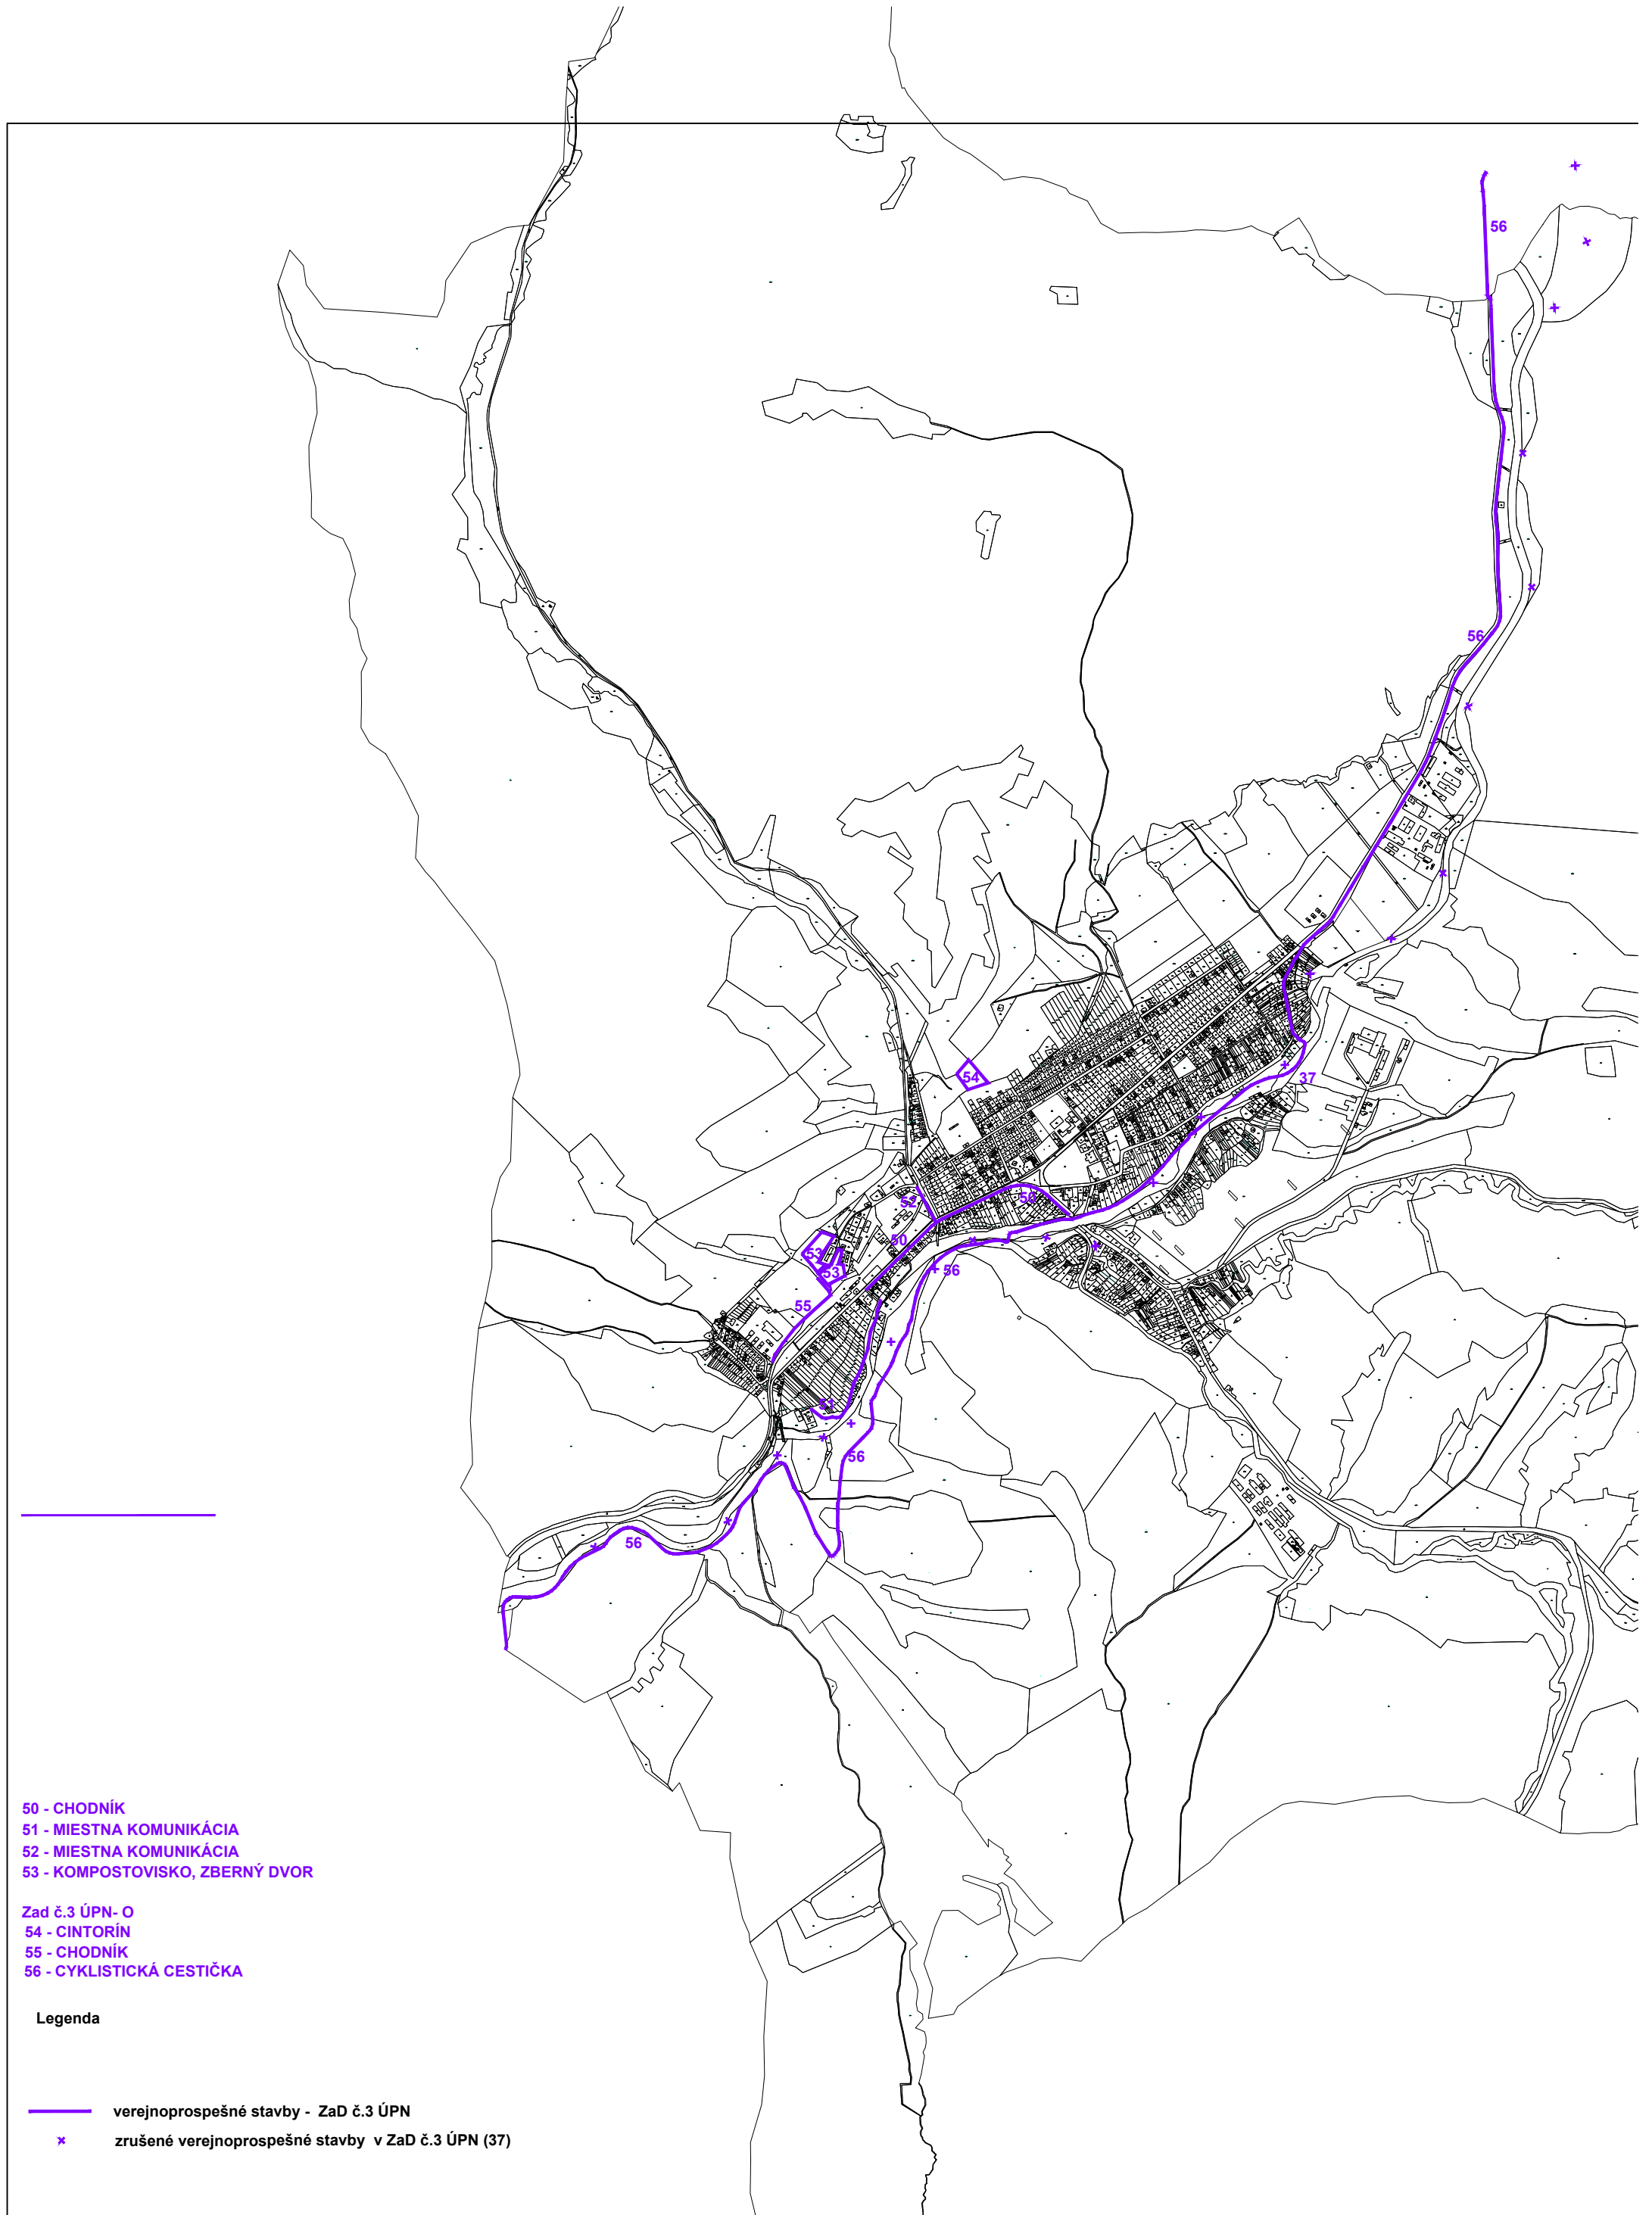 56
56
54
37
52
50
50
53
53
56
55
51
56
56
50 - CHODNÍK
51 - MIESTNA KOMUNIKÁCIA
52 - MIESTNA KOMUNIKÁCIA
53 - KOMPOSTOVISKO, ZBERNÝ DVOR
Zad č.3 ÚPN- O
54 - CINTORÍN
55 - CHODNÍK
56 - CYKLISTICKÁ CESTIČKA
Legenda
verejnoprospešné stavby - ZaD č.3 ÚPN
zrušené verejnoprospešné stavby v ZaD č.3 ÚPN (37)